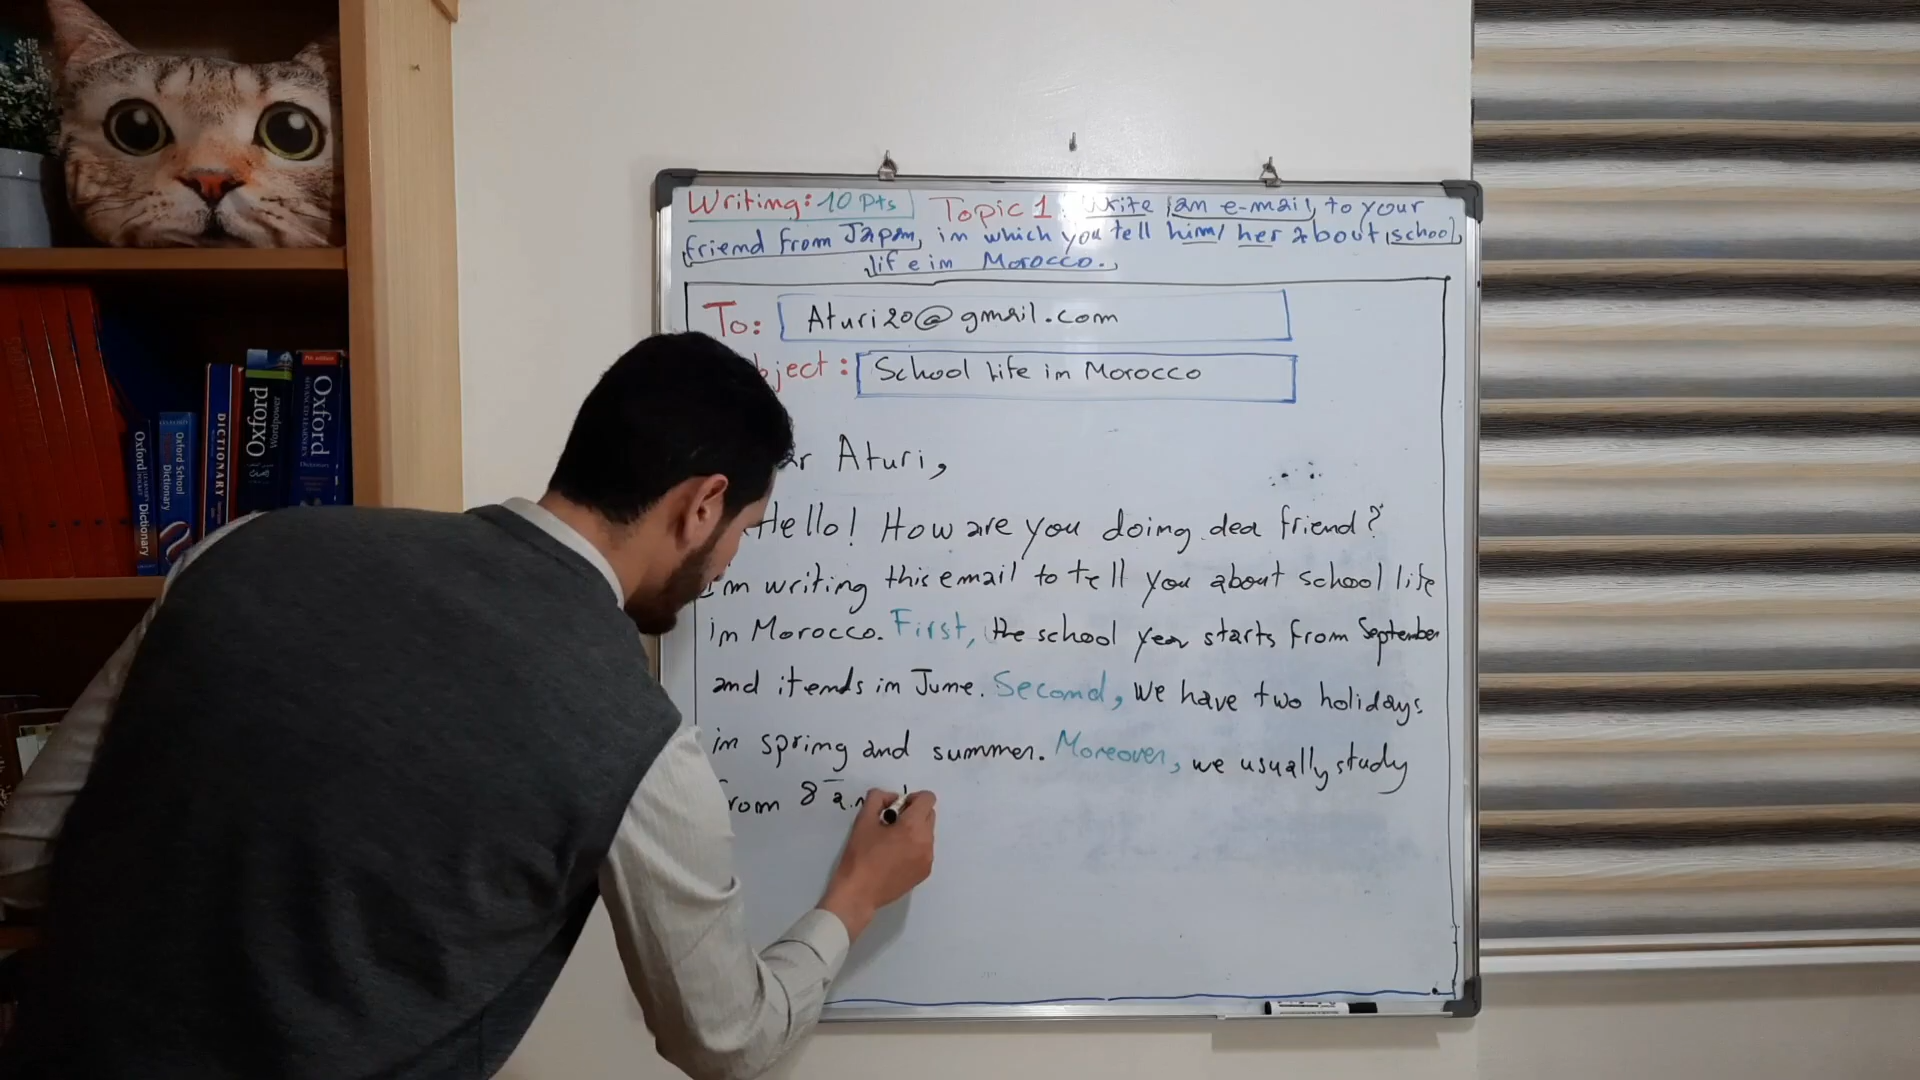 Writing: 10 Pts Topic 1: Write an e-mail to your
friend from Japan, in which you tell him/ her about school
life in Morocco.
To: Aturi20@gmail.com
School life in Morocco
Aturi,
Hello! How are you doing dear friend?
I'm writing this email to tell you about school life
in Morocco. First, the school year starts from September
and it ends in June. Second, we have two holidays
in spring and summer. Moreover, we usually study
from 8 a.m
Oxford
Oxford School Dictionary
DICTIONARY
Oxford Wordpower
Oxford